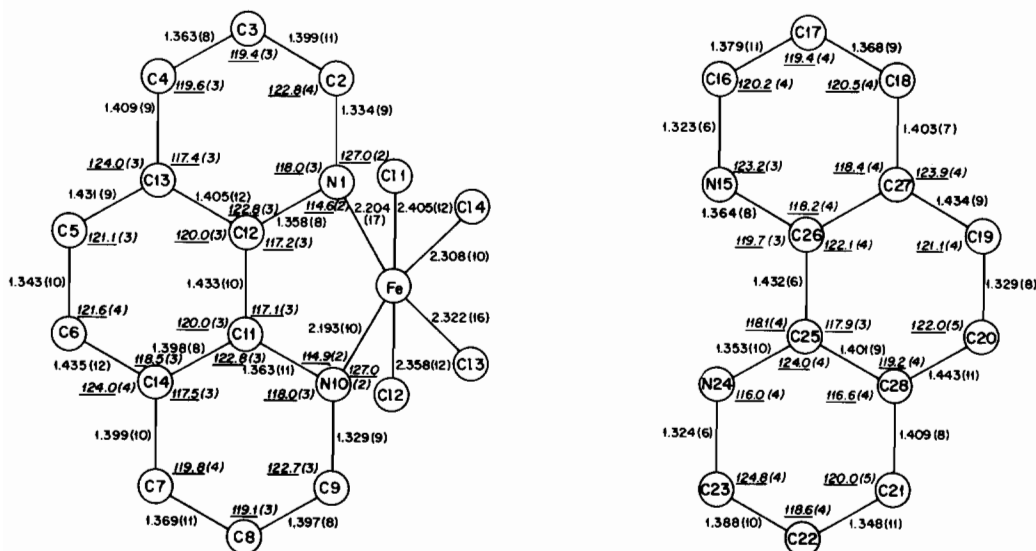 C3
1.363(8)
1.399(11)
119.4(3)
C4
119.6(3)
C2
122.8(4)
1.409(9)
1.334(9)
124.0(3)
117.4(3)
118.0(3)
127.0(2)
C13
N1
Cl1
1.431(9)
1.405(12)
122.8(3)
1.358(8)
114.6(2)
2.204
(17)
2.405(12)
Cl4
C5
121.1(3)
120.0(3)
C12
117.2(3)
2.308(10)
1.343(10)
1.433(10)
Fe
121.6(4)
C6
120.0(3)
117.1(3)
C11
2.193(10)
2.322(16)
1.435(12)
118.5(3)
1.398(8)
122.8(3)
1.363(11)
114.9(2)
2.358(12)
Cl3
124.0(4)
C14
117.5(3)
118.0(3)
N10
127.0
(2)
Cl2
1.399(10)
1.329(9)
C7
119.8(4)
122.7(3)
C9
1.369(11)
119.1(3)
1.397(8)
C8
C17
1.379(11)
1.368(9)
119.4(4)
C16
120.2(4)
120.5(4)
C18
1.323(6)
1.403(7)
N15
123.2(3)
118.4(4)
C27
123.9(4)
1.364(8)
118.2(4)
1.434(9)
119.7(3)
C26
122.1(4)
121.1(4)
C19
1.432(6)
1.329(8)
118.1(4)
C25
117.9(3)
122.0(5)
C20
1.353(10)
124.0(4)
1.401(9)
119.2(4)
1.443(11)
N24
116.0(4)
116.6(4)
C28
1.324(6)
1.409(8)
C23
124.8(4)
120.0(5)
C21
1.388(10)
118.6(4)
1.348(11)
C22